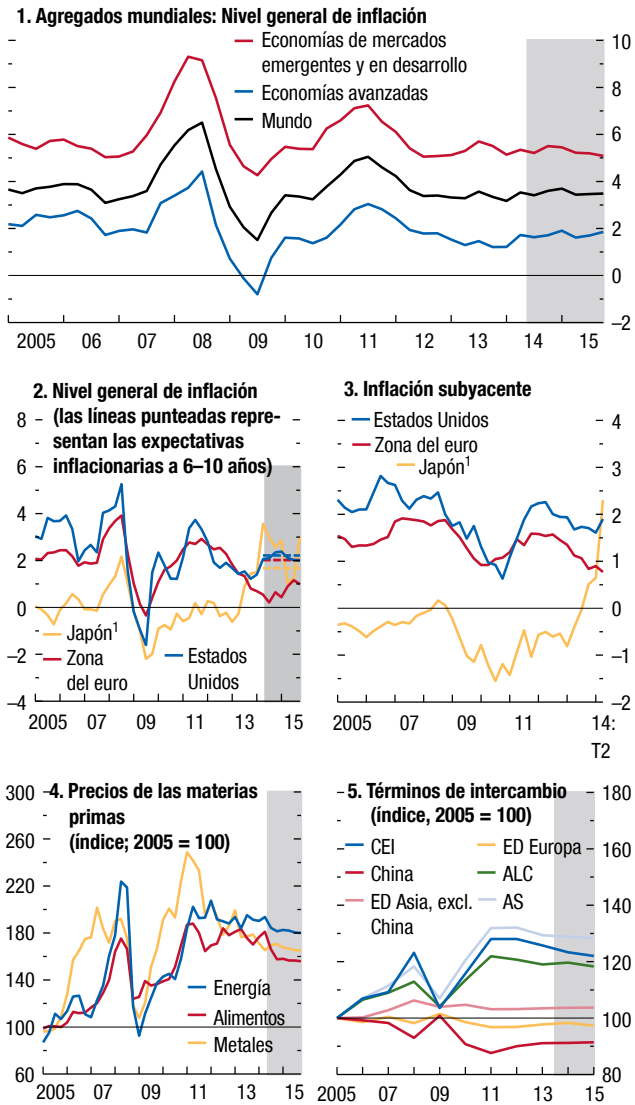 1. Agregados mundiales: Nivel general de inflación
Economías de mercados
emergentes y en desarrollo
Economías avanzadas
Mundo
10
8
6
4
2
0
–2
2005 06 07 08 09 10 11 12 13 14 15
2. Nivel general de inflación
(las líneas punteadas repre-
sentan las expectativas
inflacionarias a 6–10 años)
8
6
4
2
0
–2
–4
Japón¹
Zona
del euro
Estados
Unidos
2005 07 09 11 13 15
3. Inflación subyacente
Estados Unidos
Zona del euro
Japón¹
4
3
2
1
0
–1
–2
2005 07 09 11 14:
T2
4. Precios de las materias
primas
(índice; 2005 = 100)
300
260
220
180
140
100
60
Energía
Alimentos
Metales
2005 07 09 11 13 15
5. Términos de intercambio
(índice, 2005 = 100)
CEI
China
ED Asia, excl.
China
ED Europa
ALC
AS
180
160
140
120
100
80
2005 07 09 11 13 15